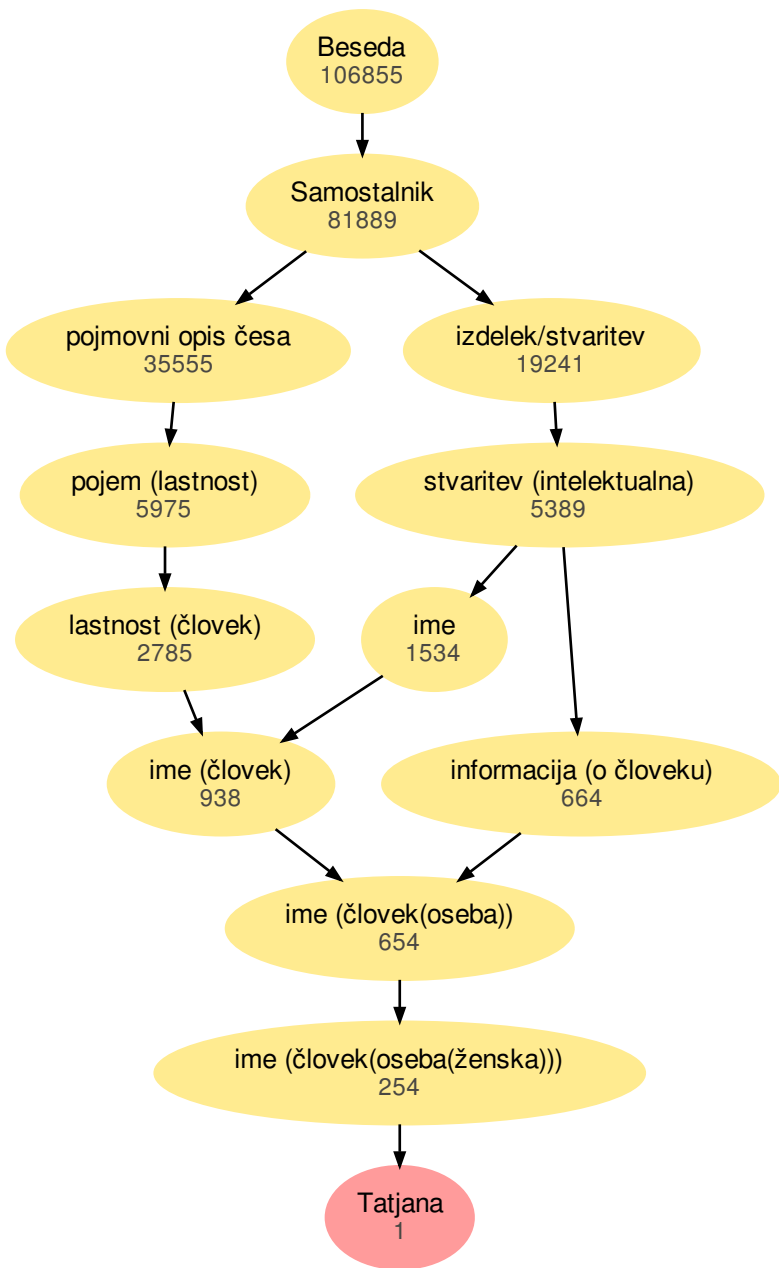 Beseda
106855
Samostalnik
81889
pojmovni opis česa
35555
izdelek/stvaritev
19241
pojem (lastnost)
5975
stvaritev (intelektualna)
5389
lastnost (človek)
2785
ime
1534
ime (človek)
938
informacija (o človeku)
664
ime (človek(oseba))
654
ime (človek(oseba(ženska)))
254
Tatjana
1